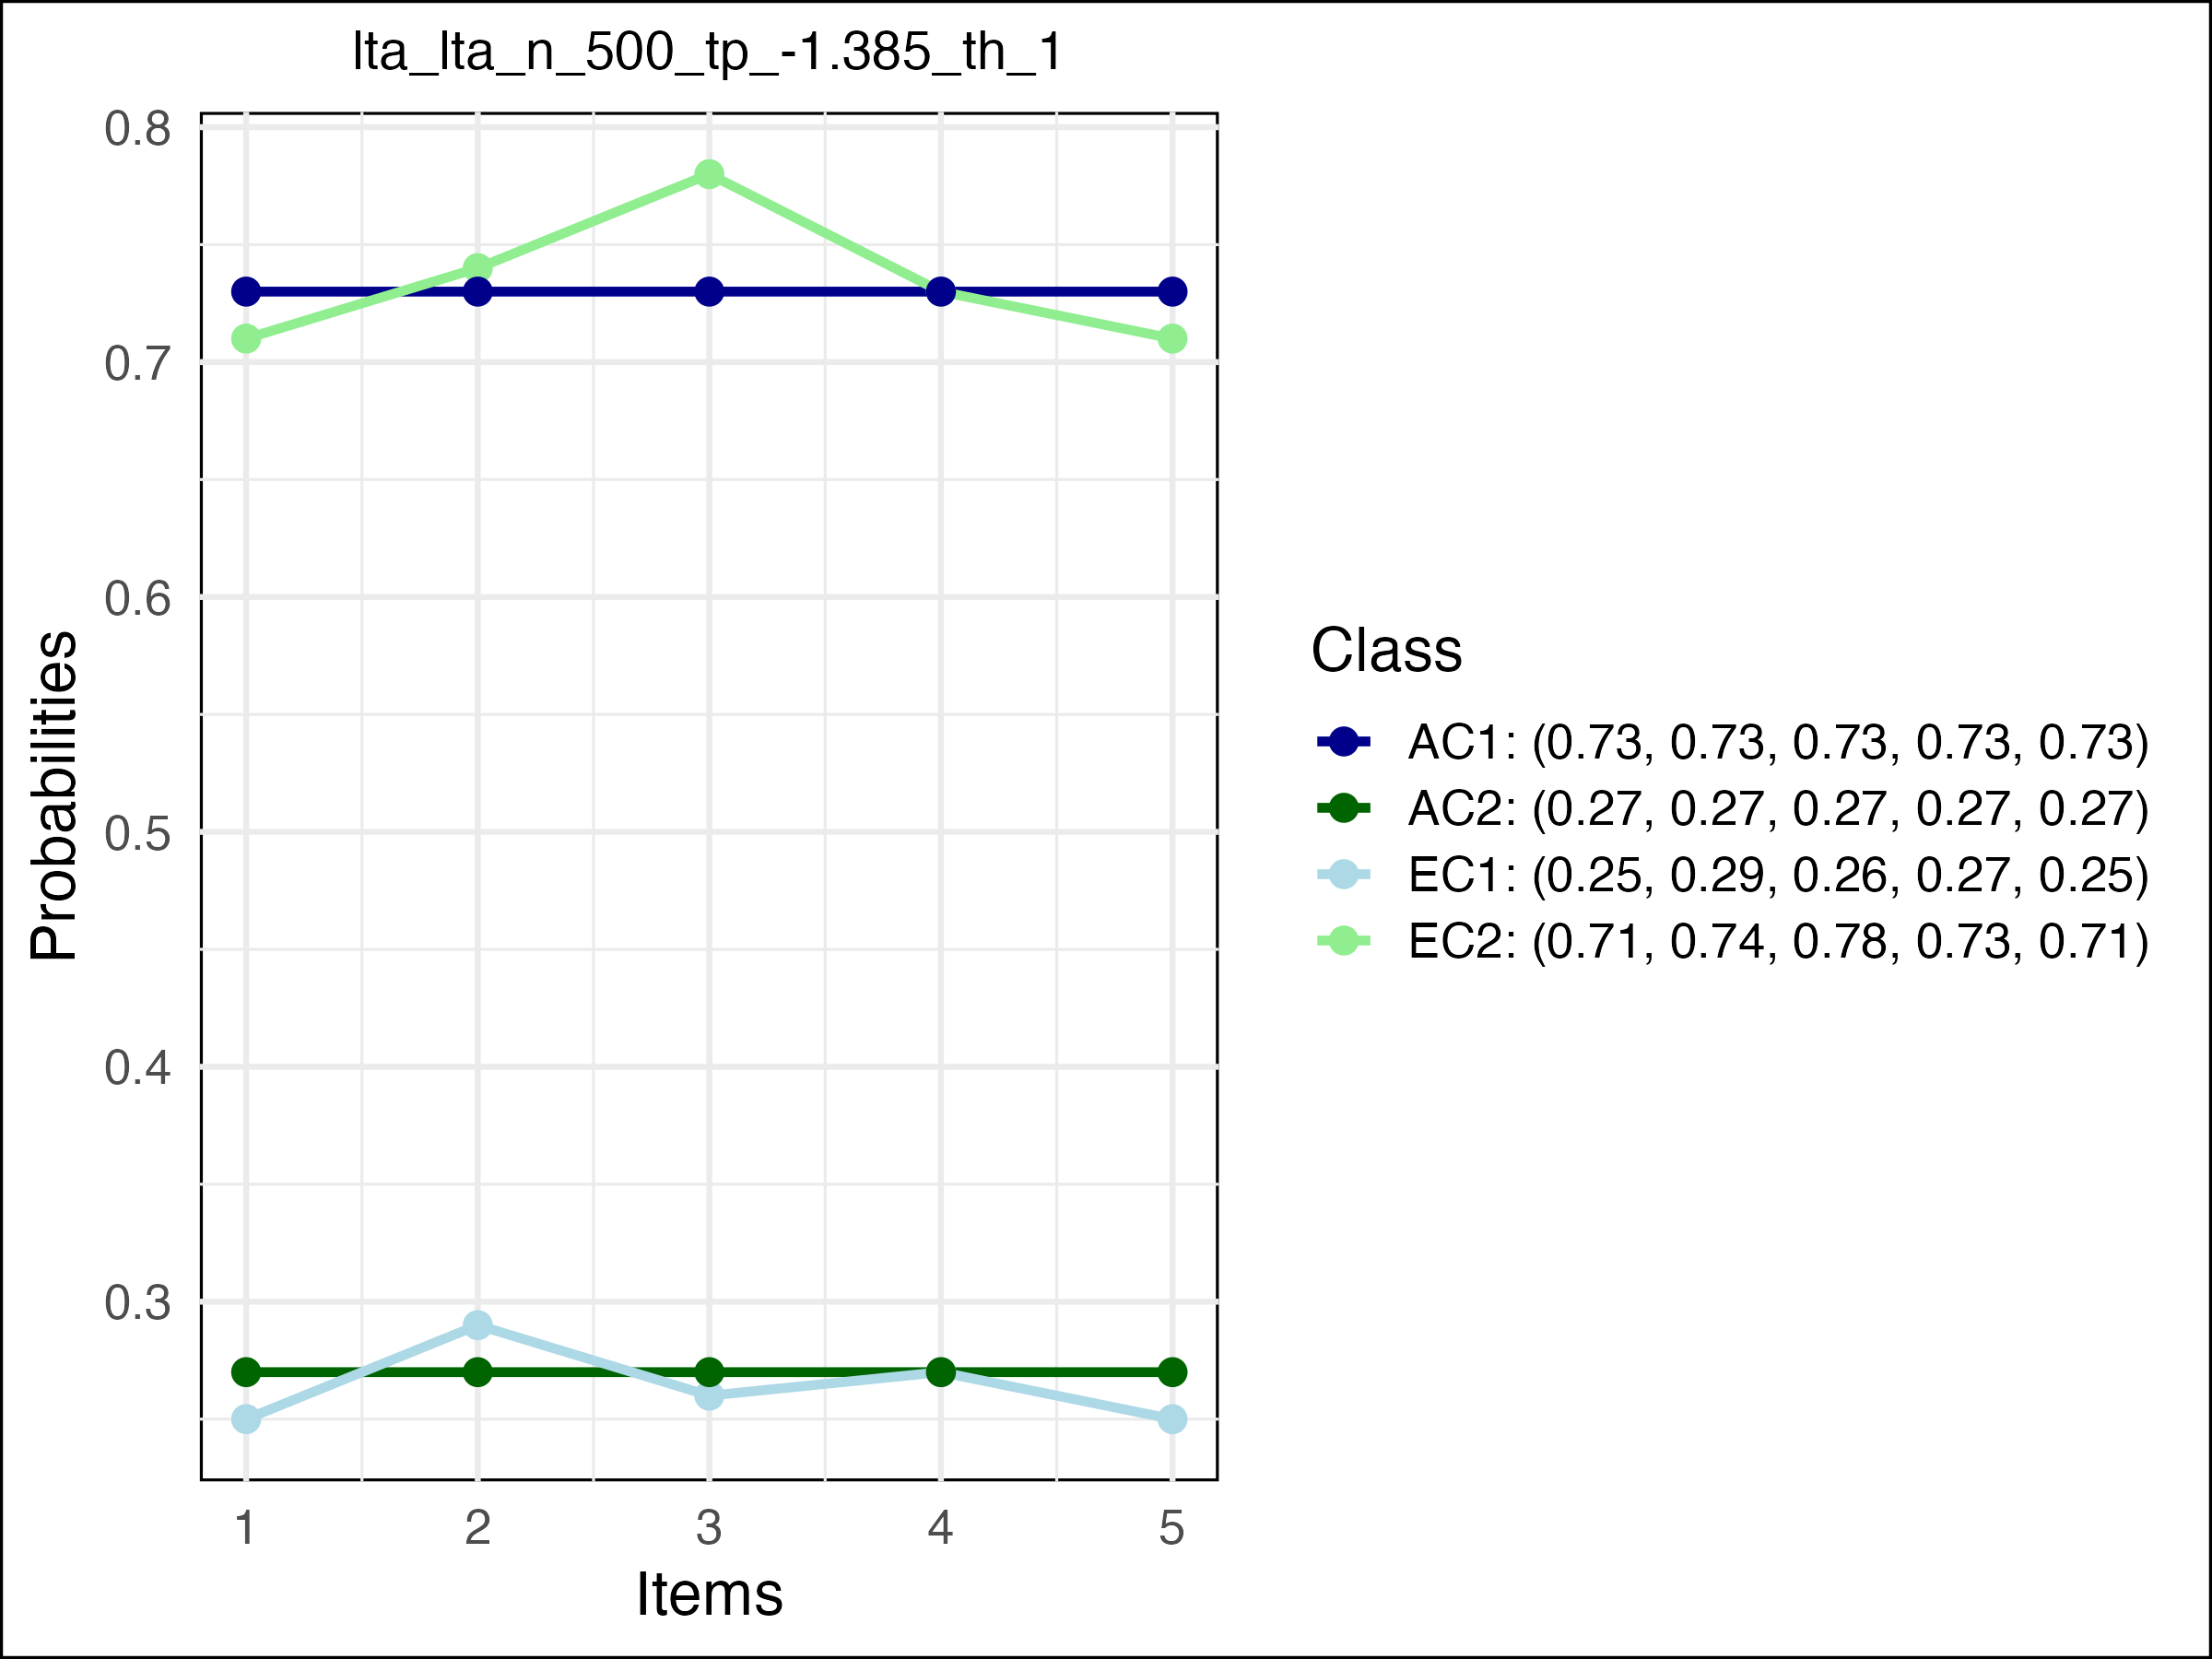 lta_lta_n_500_tp_-1.385_th_1
0.8
0.7
0.6
0.5
0.4
0.3
Probabilities
1 2 3 4 5
Items
Class
AC1: (0.73, 0.73, 0.73, 0.73, 0.73)
AC2: (0.27, 0.27, 0.27, 0.27, 0.27)
EC1: (0.25, 0.29, 0.26, 0.27, 0.25)
EC2: (0.71, 0.74, 0.78, 0.73, 0.71)